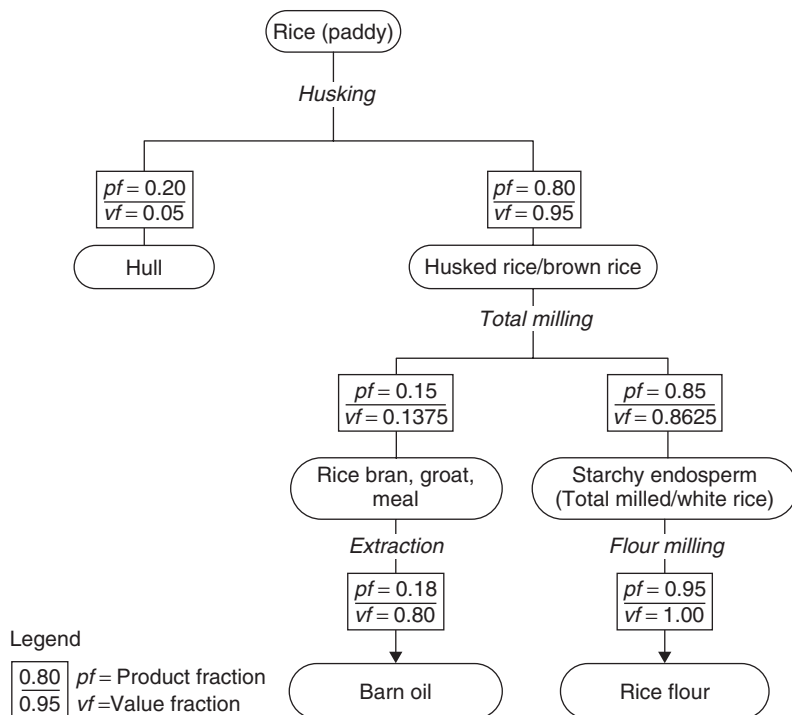 Rice (paddy)
Husking
pf = 0.20
vf = 0.05
pf = 0.80
vf = 0.95
Hull
Husked rice/brown rice
Total milling
pf = 0.15
vf = 0.1375
pf = 0.85
vf = 0.8625
Rice bran, groat,
meal
Starchy endosperm
(Total milled/white rice)
Extraction
Flour milling
pf = 0.18
vf = 0.80
pf = 0.95
vf = 1.00
Barn oil
Rice flour
Legend
0.80 pf = Product fraction
0.95 vf =Value fraction